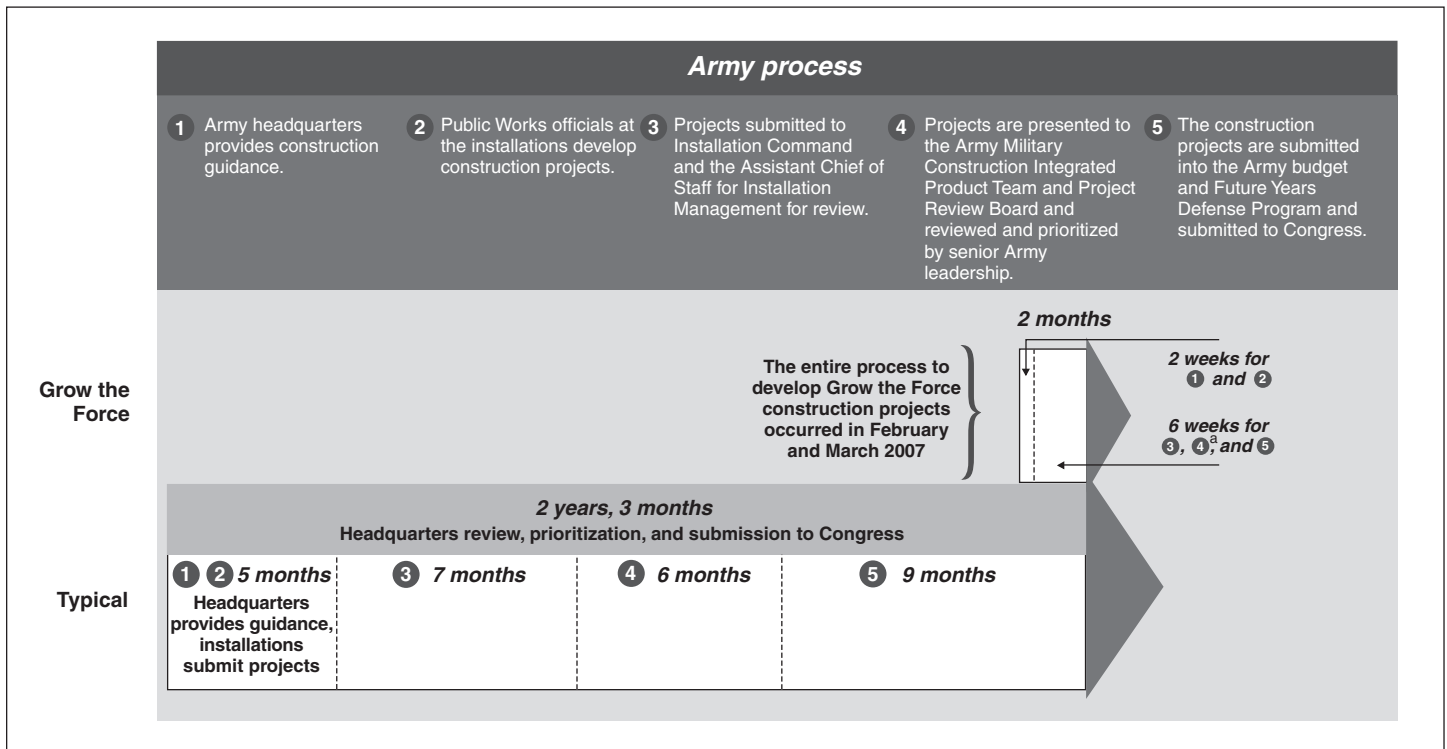 Army process
1 Army headquarters
provides construction
guidance.
2 Public Works officials at
the installations develop
construction projects.
3 Projects submitted to
Installation Command
and the Assistant Chief of
Staff for Installation
Management for review.
4 Projects are presented to
the Army Military
Construction Integrated
Product Team and Project
Review Board and
reviewed and prioritized
by senior Army
leadership.
5 The construction
projects are submitted
into the Army budget
and Future Years
Defense Program and
submitted to Congress.
Grow the
Force
The entire process to
develop Grow the Force
construction projects
occurred in February
and March 2007
2 months
2 weeks for
1 and 2
6 weeks for
3, 4a, and 5
2 years, 3 months
Headquarters review, prioritization, and submission to Congress
Typical
1 2 5 months
Headquarters
provides guidance,
installations
submit projects
3 7 months
4 6 months
5 9 months